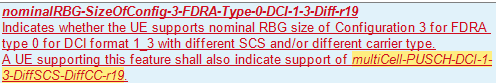 nominalRBG-SizeOfConfig-3-FDRA-Type-0-DCI-1-3-Diff-r19
Indicates whether the UE supports nominal RBG size of Configuration 3 for FDRA
type 0 for DCI format 1_3 with different SCS and/or different carrier type.
A UE supporting this feature shall also indicate support of multiCell-PUSCH-DCI-1-
3-DiffSCS-DiffCC-r19.